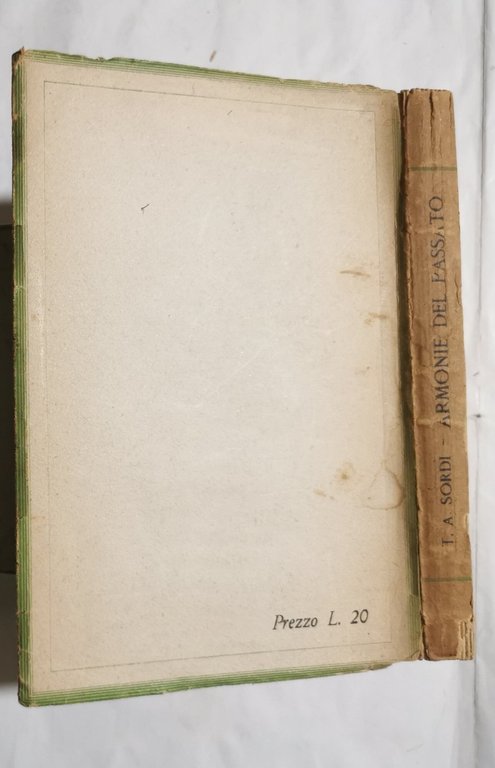 Prezzo L. 20
T. A. SORDI - ARMONIE DEL PASSATO